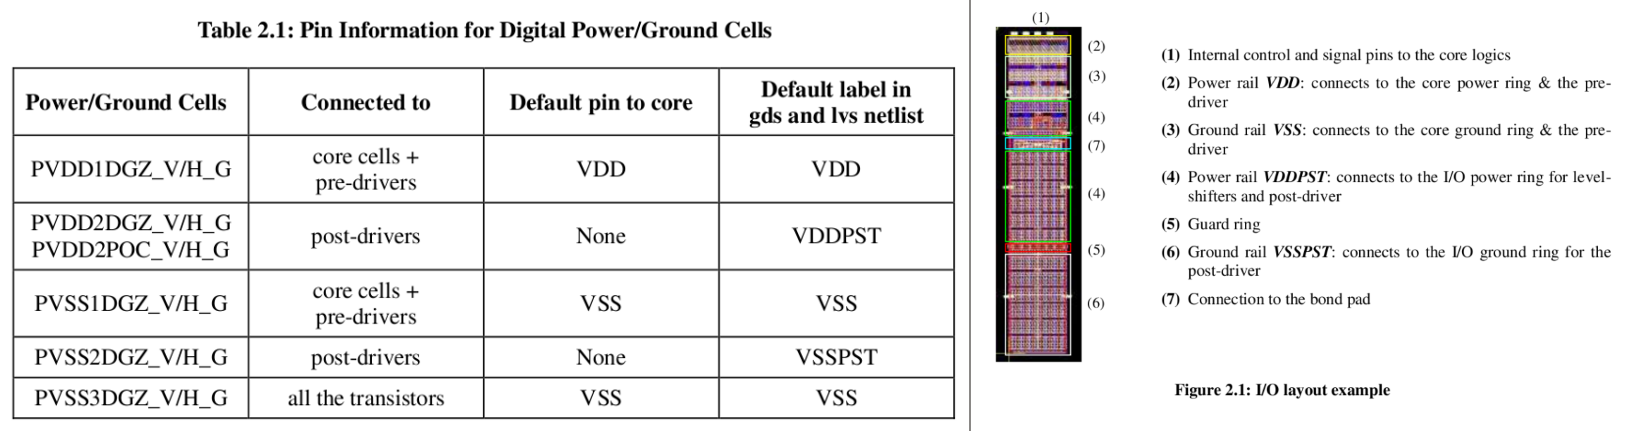 Table 2.1: Pin Information for Digital Power/Ground Cells
Power/Ground Cells
Connected to
Default pin to core
Default label in
gds and lvs netlist
PVDD1DGZ_V/H_G
core cells +
pre-drivers
VDD
VDD
PVDD2DGZ_V/H_G
PVDD2POC_V/H_G
post-drivers
None
VDDPST
PVSS1DGZ_V/H_G
core cells +
pre-drivers
VSS
VSS
PVSS2DGZ_V/H_G
post-drivers
None
VSSPST
PVSS3DGZ_V/H_G
all the transistors
VSS
VSS
(1)
(2)
(3)
(4)
(7)
(4)
(5)
(6)
(1) Internal control and signal pins to the core logics
(2) Power rail VDD: connects to the core power ring & the pre-
driver
(3) Ground rail VSS: connects to the core ground ring & the pre-
driver
(4) Power rail VDDPST: connects to the I/O power ring for level-
shifters and post-driver
(5) Guard ring
(6) Ground rail VSSPST: connects to the I/O ground ring for the
post-driver
(7) Connection to the bond pad
Figure 2.1: I/O layout example